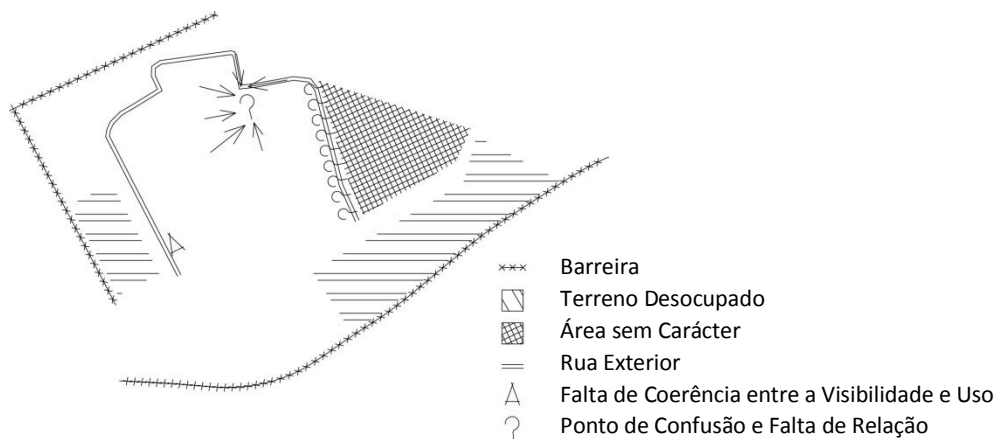 Barreira
Terreno Desocupado
Área sem Carácter
Rua Exterior
Falta de Coerência entre a Visibilidade e Uso
Ponto de Confusão e Falta de Relação